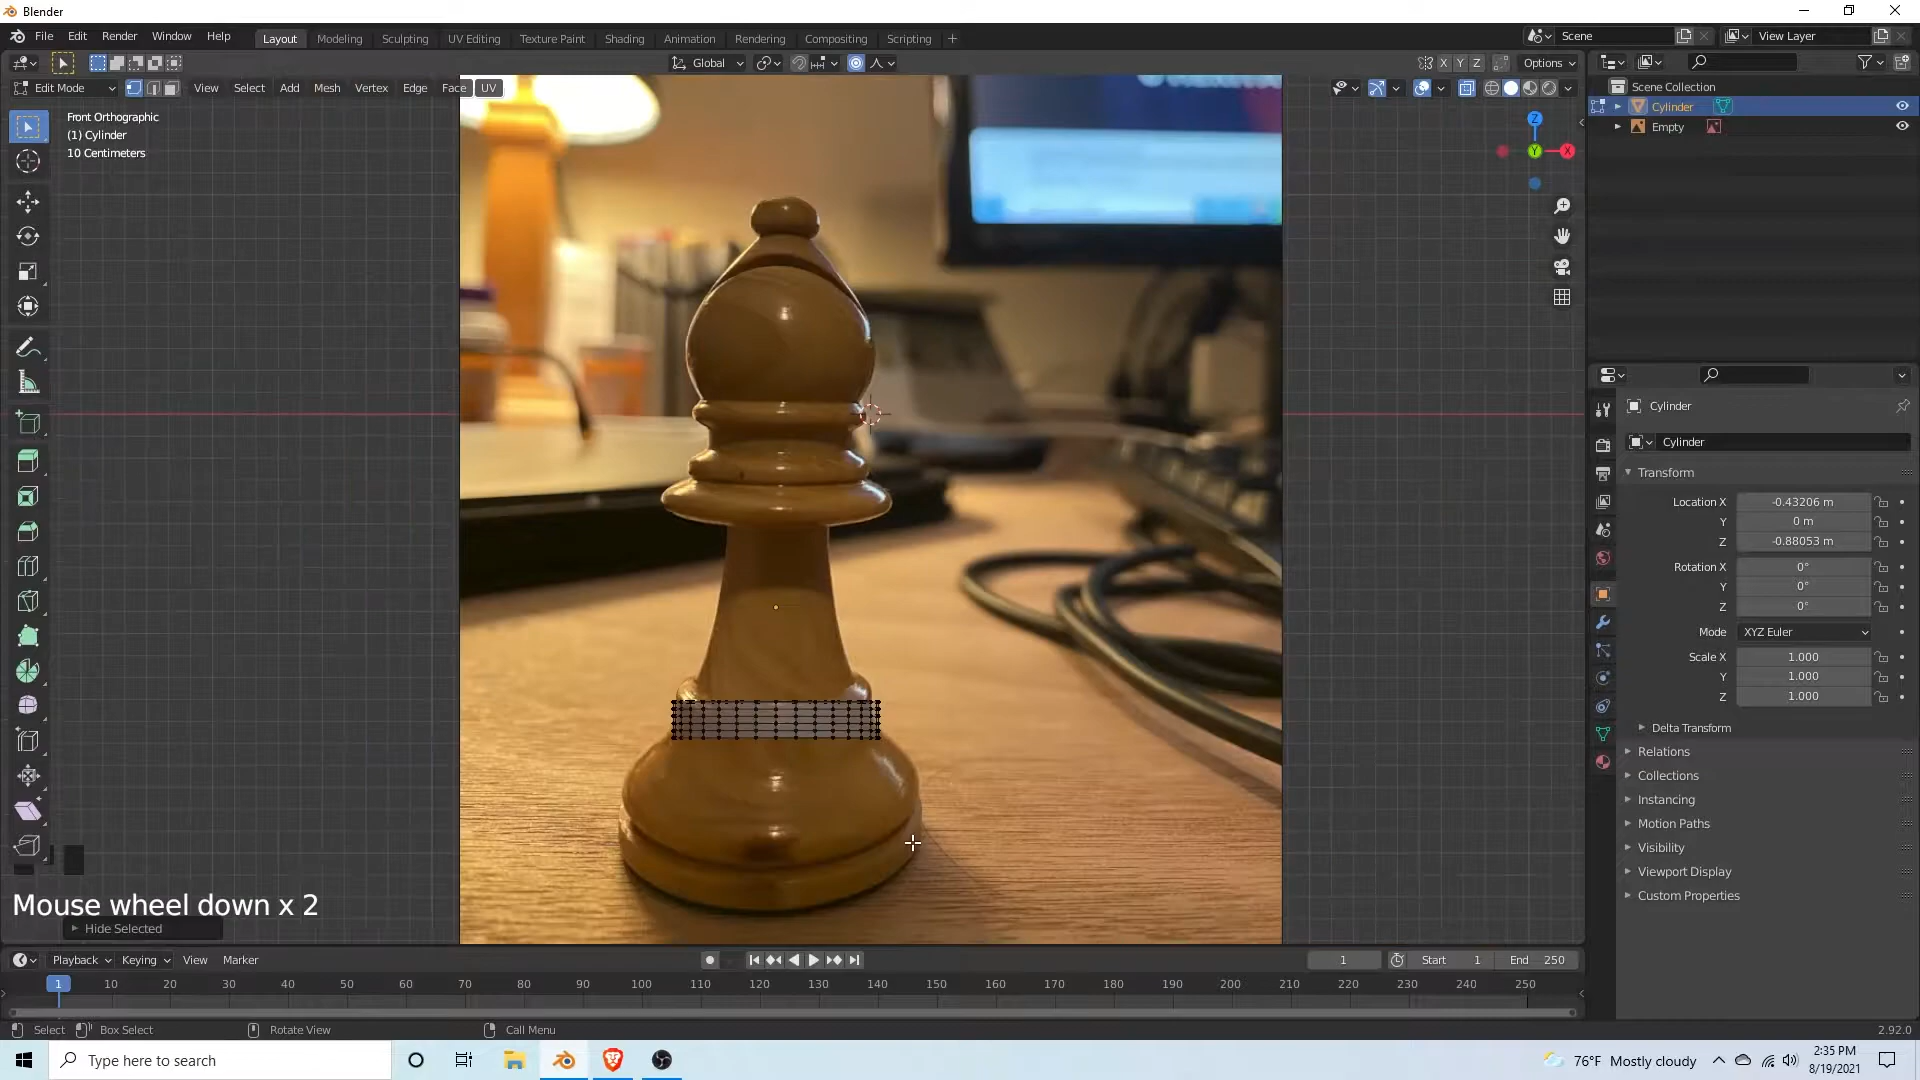 Blender
File Edit Render Window Help Layout Modeling Sculpting UV Editing Texture Paint Shading Animation Rendering Compositing Scripting + Scene View Layer
Global X Y Z Options
Edit Mode View Select Add Mesh Vertex Edge Face UV
Front Orthographic
(1) Cylinder
10 Centimeters
Z
Y
X
Scene Collection
Cylinder
Empty
Cylinder
Cylinder
Transform
Location X -0.43206 m
Y 0 m
Z -0.88053 m
Rotation X 0°
Y 0°
Z 0°
Mode XYZ Euler
Scale X 1.000
Y 1.000
Z 1.000
Delta Transform
Relations
Collections
Instancing
Motion Paths
Visibility
Viewport Display
Custom Properties
Mouse wheel down x 2
Hide Selected
Playback Keying View Marker 1 Start 1 End 250
1 10 20 30 40 50 60 70 80 90 100 110 120 130 140 150 160 170 180 190 200 210 220 230 240 250
Select Box Select Rotate View Call Menu 2.92.0
Type here to search 76°F Mostly cloudy 2:35 PM
8/19/2021